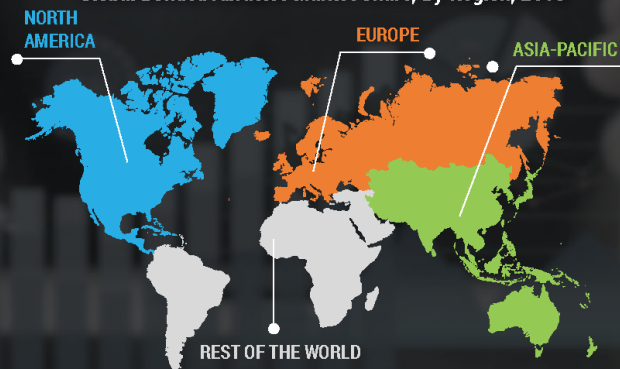 NORTH
AMERICA
EUROPE
ASIA-PACIFIC
REST OF THE WORLD